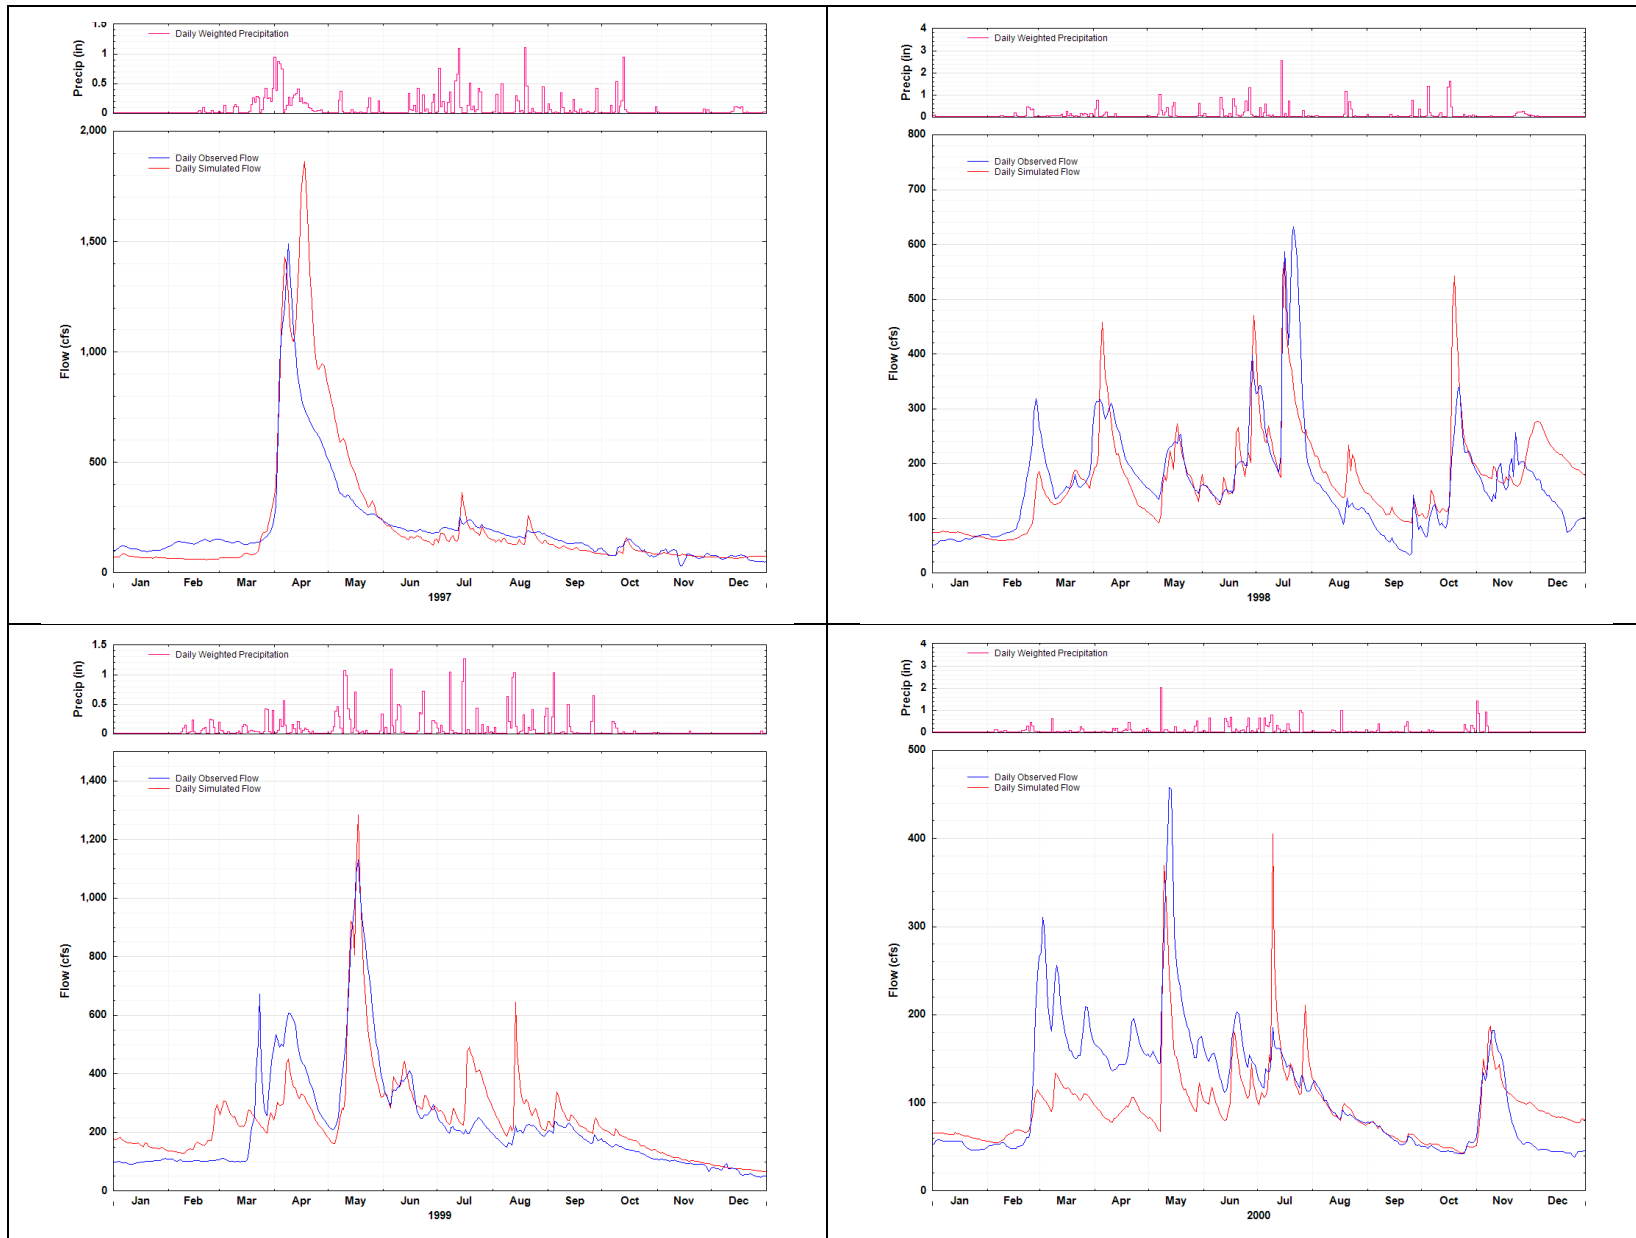 1.5
1
0.5
0
Precip (in)
Daily Weighted Precipitation
2,000
1,500
1,000
500
0
Flow (cfs)
Daily Observed Flow
Daily Simulated Flow
Jan Feb Mar Apr May Jun Jul Aug Sep Oct Nov Dec
1997
4
3
2
1
0
Precip (in)
Daily Weighted Precipitation
800
700
600
500
400
300
200
100
0
Flow (cfs)
Daily Observed Flow
Daily Simulated Flow
Jan Feb Mar Apr May Jun Jul Aug Sep Oct Nov Dec
1998
1.5
1
0.5
0
Precip (in)
Daily Weighted Precipitation
1,400
1,200
1,000
800
600
400
200
0
Flow (cfs)
Daily Observed Flow
Daily Simulated Flow
Jan Feb Mar Apr May Jun Jul Aug Sep Oct Nov Dec
1999
4
3
2
1
0
Precip (in)
Daily Weighted Precipitation
500
400
300
200
100
0
Flow (cfs)
Daily Observed Flow
Daily Simulated Flow
Jan Feb Mar Apr May Jun Jul Aug Sep Oct Nov Dec
2000